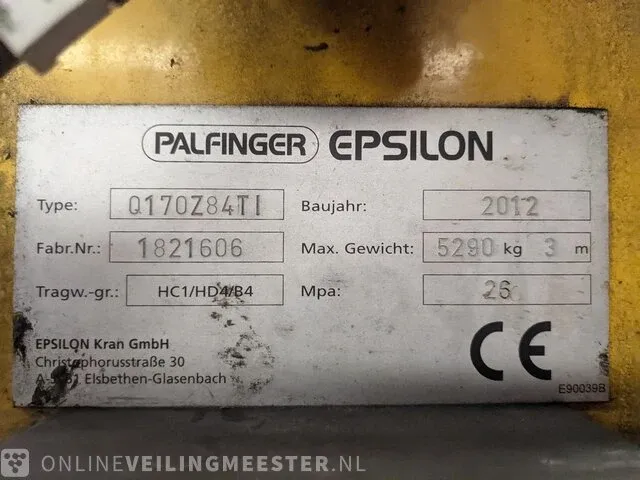 PALFINGER EPSILON
Type: Q170Z84TI Baujahr: 2012
Fabr.Nr.: 1821606 Max. Gewicht: 5290 kg 3 m
Tragw.-gr.: HC1/HD4/B4 Mpa: 26
EPSILON Kran GmbH
Christophorusstraße 30
Elsbethen-Glasenbach
CE
E90039B
ONLINEVEILINGMEESTER.NL